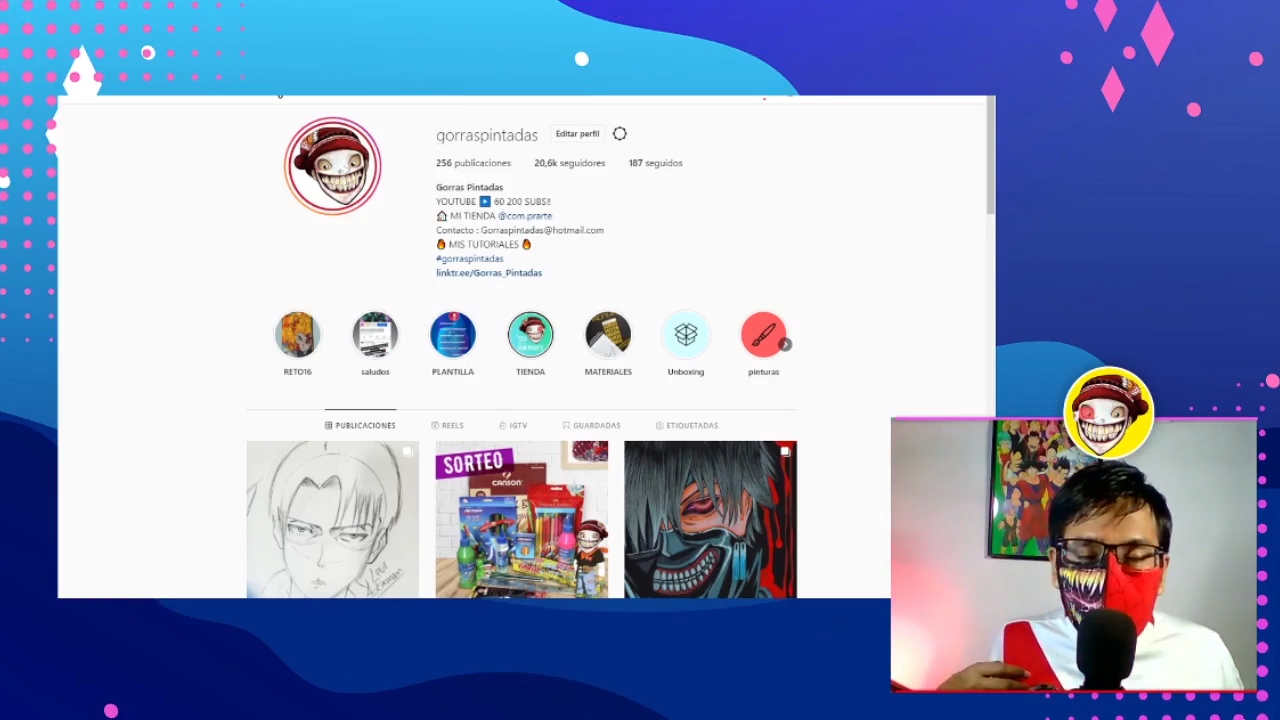 gorraspintadas Editar perfil
256 publicaciones 20,6k seguidores 187 seguidos
Gorras Pintadas
YOUTUBE ▶ 60 200 SUBS!!
🏠 MI TIENDA @com.prarte
Contacto : Gorraspintadas@hotmail.com
🔥 MIS TUTORIALES 🔥
#gorraspintadas
linktr.ee/Gorras_Pintadas
RETO16 saludos PLANTILLA TIENDA MATERIALES Unboxing pinturas
PUBLICACIONES REELS IGTV GUARDADAS ETIQUETADAS
SORTEO
CANSON